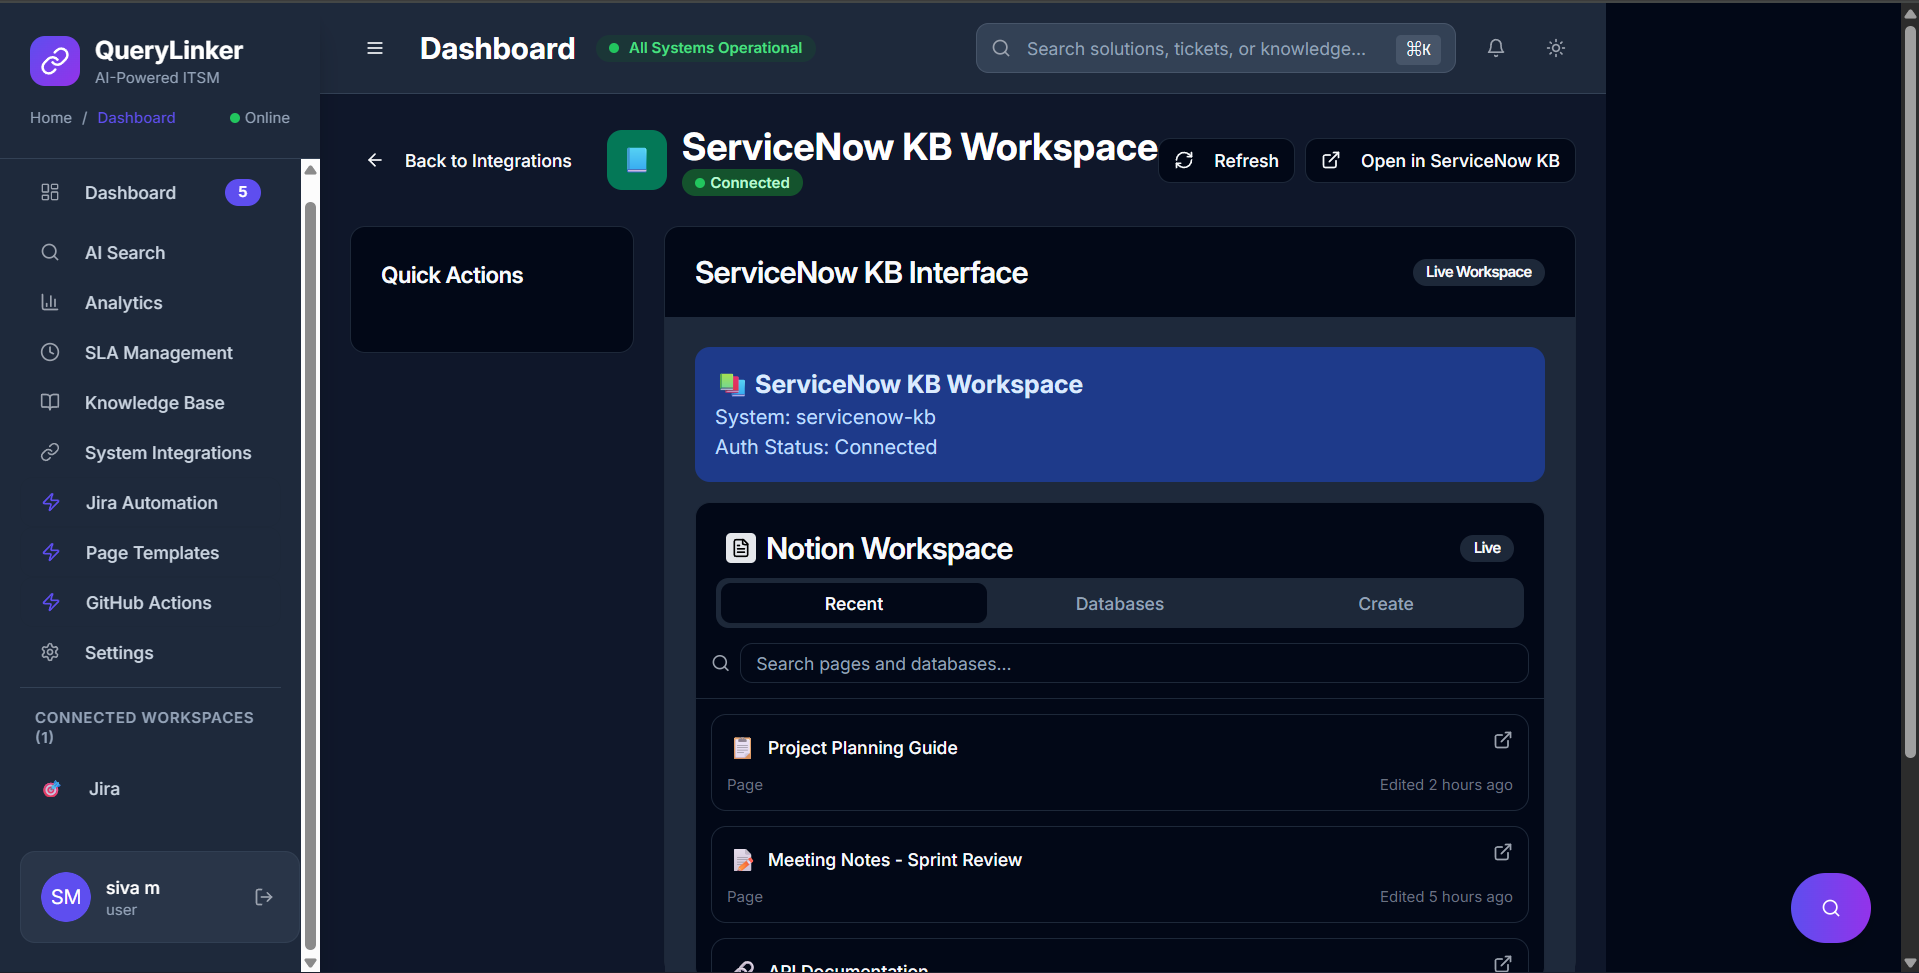 QueryLinker
AI-Powered ITSM
Home / Dashboard
Online
Dashboard
5
AI Search
Analytics
SLA Management
Knowledge Base
System Integrations
Jira Automation
Page Templates
GitHub Actions
Settings
CONNECTED WORKSPACES
(1)
Jira
SM
siva m
user
Dashboard
All Systems Operational
Search solutions, tickets, or knowledge...
⌘K
Back to Integrations
ServiceNow KB Workspace
Connected
Refresh
Open in ServiceNow KB
Quick Actions
ServiceNow KB Interface
Live Workspace
ServiceNow KB Workspace
System: servicenow-kb
Auth Status: Connected
Notion Workspace
Live
Recent
Databases
Create
Search pages and databases...
Project Planning Guide
Page
Edited 2 hours ago
Meeting Notes - Sprint Review
Page
Edited 5 hours ago
API Documentation